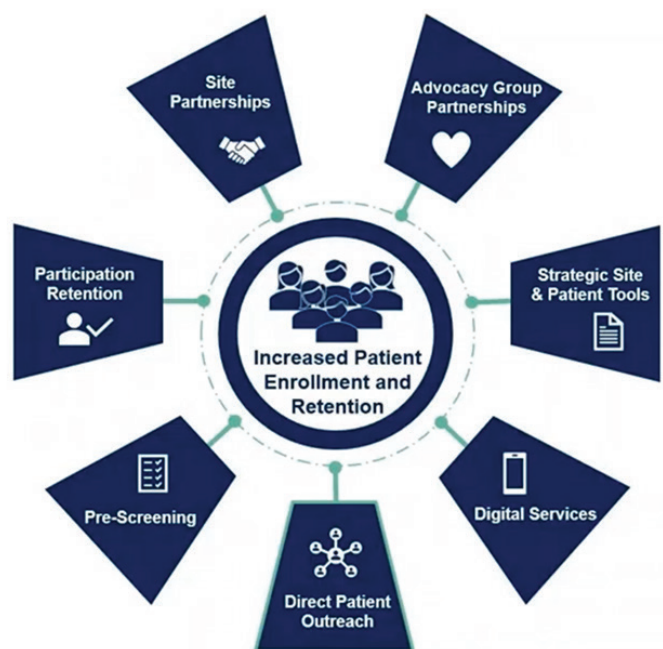 Site
Partnerships
Advocacy Group
Partnerships
Participation
Retention
Strategic Site
& Patient Tools
Increased Patient
Enrollment and
Retention
Pre-Screening
Digital Services
Direct Patient
Outreach